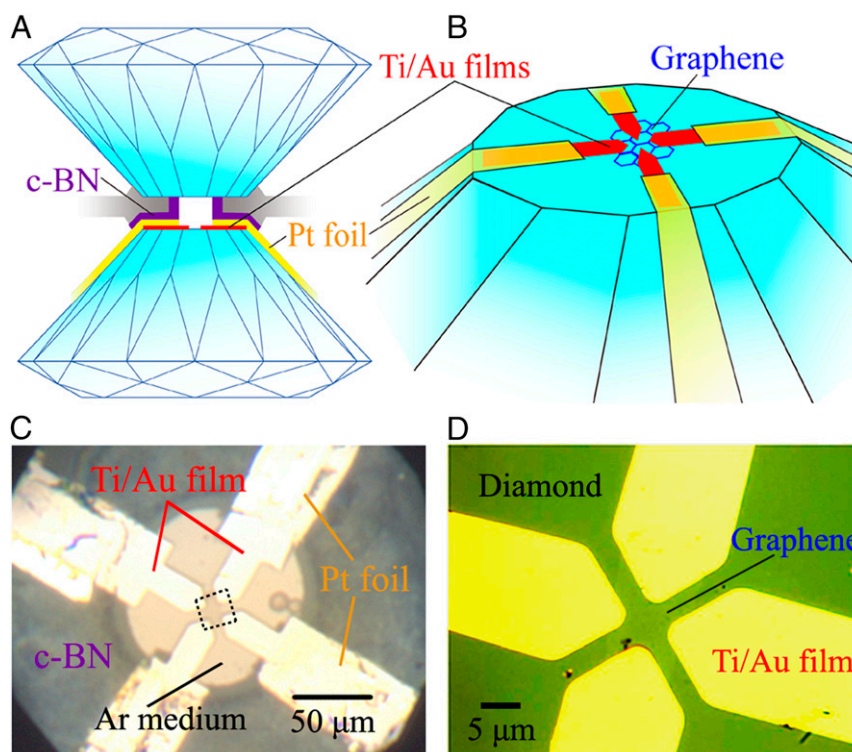 A
B
Ti/Au films
Graphene
c-BN
Pt foil
C
D
Ti/Au film
Diamond
Graphene
Pt foil
c-BN
Ti/Au film
Ar medium
50 μm
5 μm